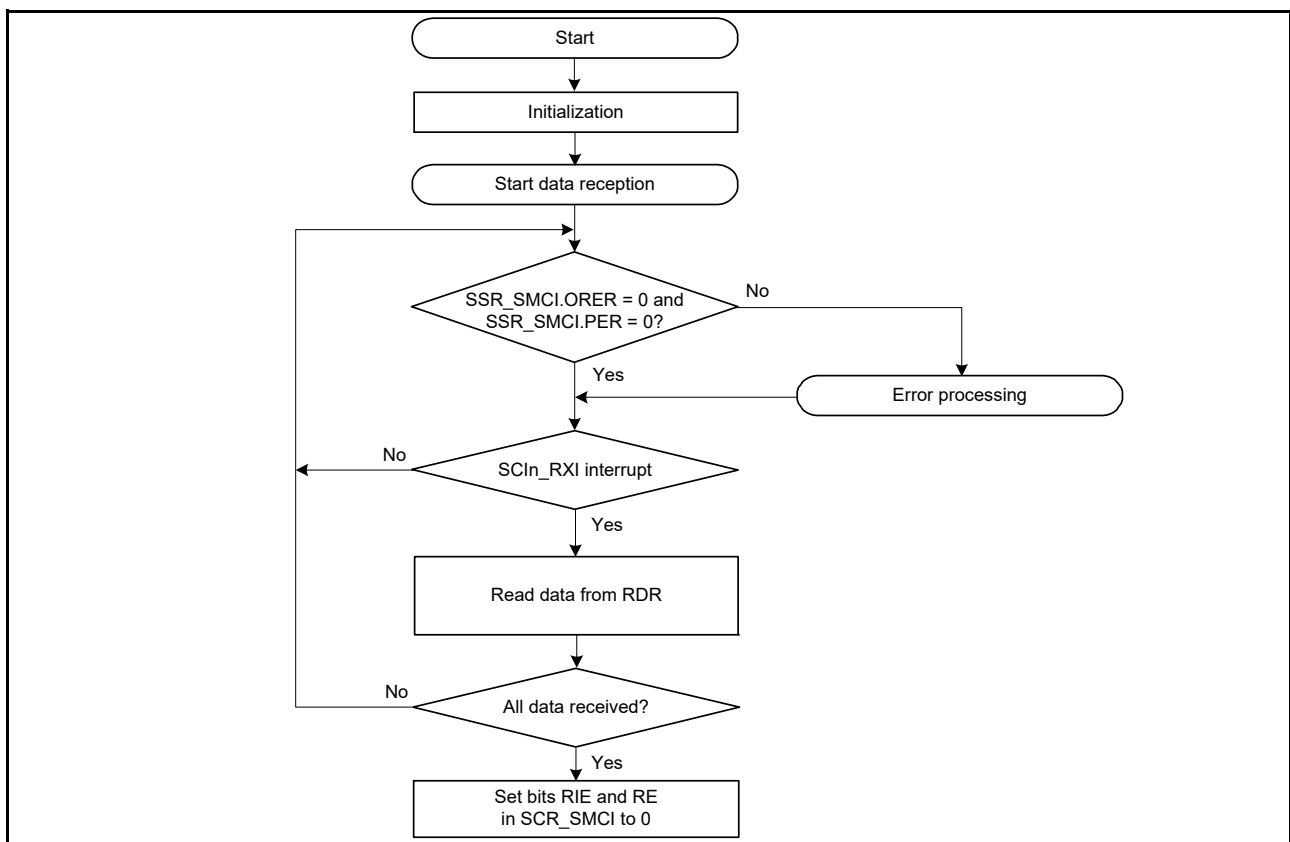 Start
Initialization
Start data reception
SSR_SMCI.ORER = 0 and
SSR_SMCI.PER = 0?
No
Yes
Error processing
No
SCIn_RXI interrupt
Yes
Read data from RDR
No
All data received?
Yes
Set bits RIE and RE
in SCR_SMCI to 0